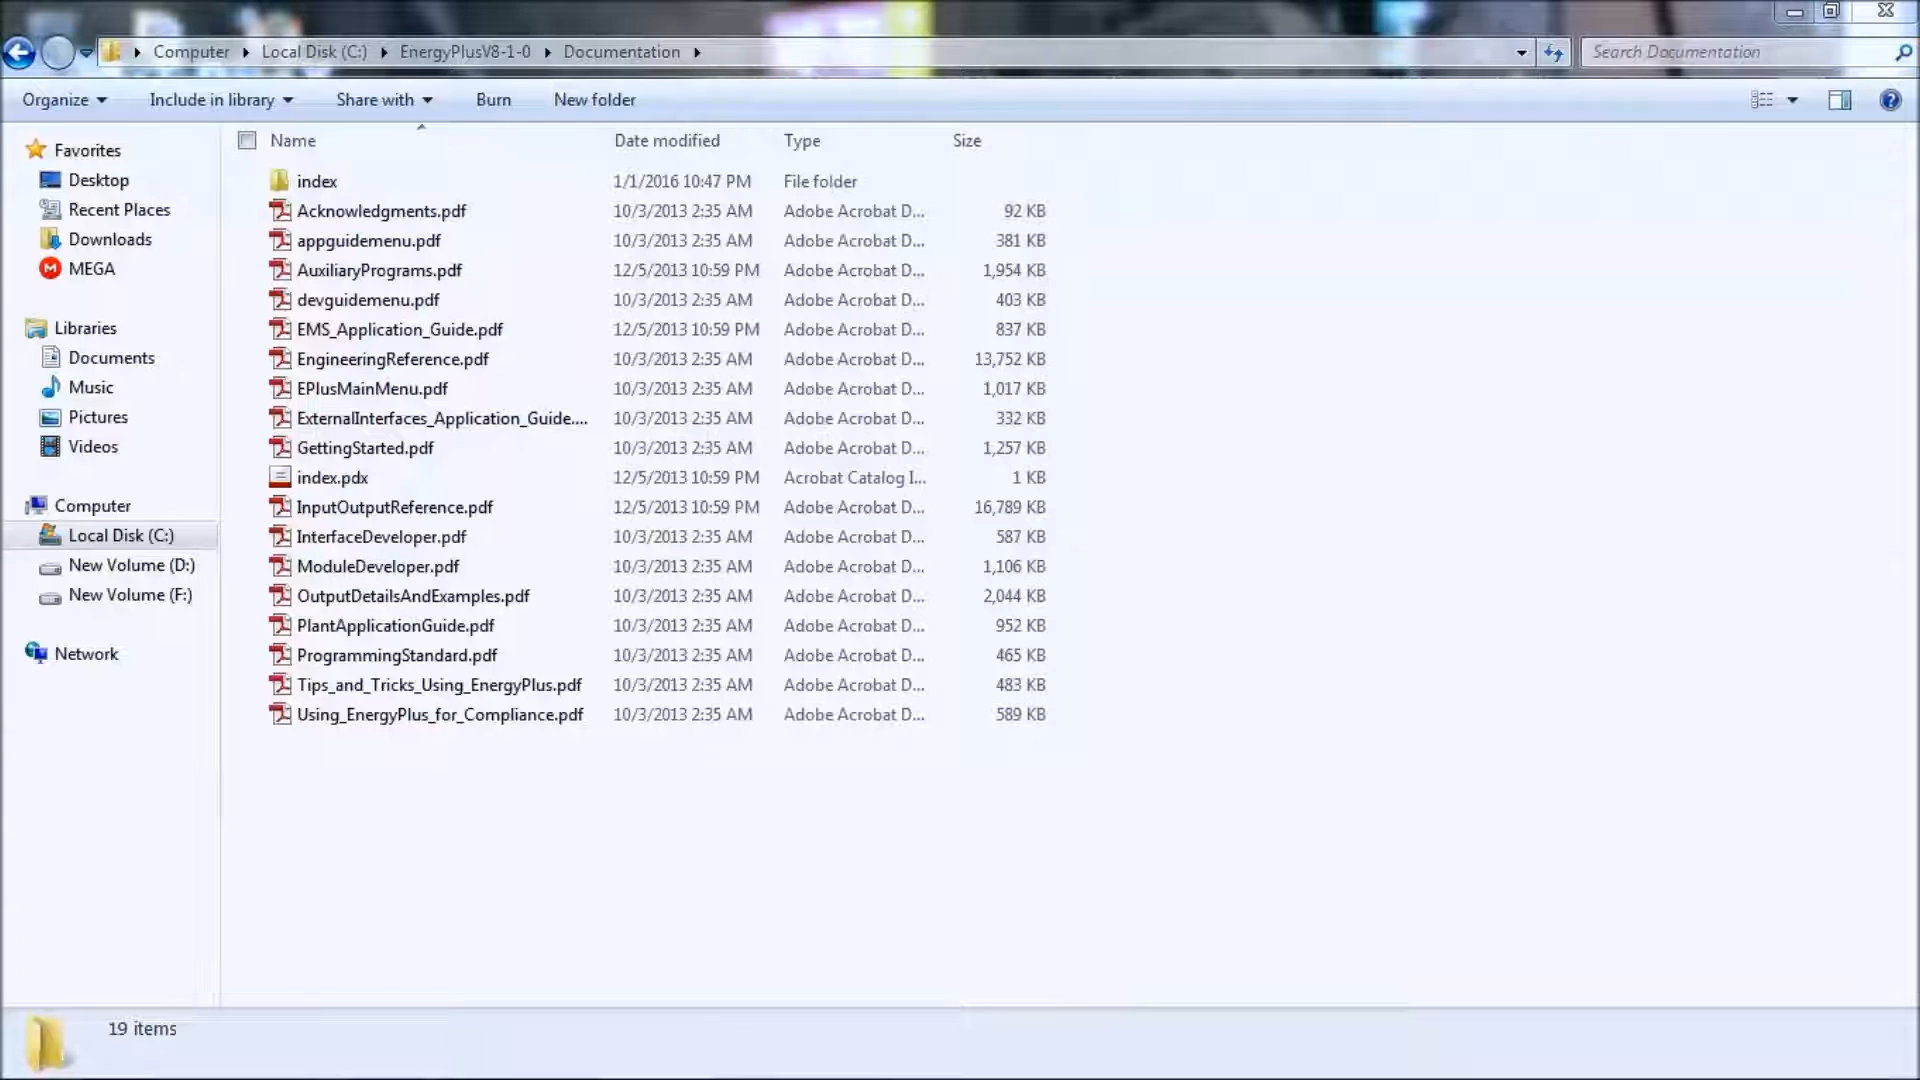 Computer Local Disk (C:) EnergyPlusV8-1-0 Documentation Search Documentation
Organize Include in library Share with Burn New folder
Favorites
Desktop
Recent Places
Downloads
MEGA
Libraries
Documents
Music
Pictures
Videos
Computer
Local Disk (C:)
New Volume (D:)
New Volume (F:)
Network
Name Date modified Type Size
index 1/1/2016 10:47 PM File folder
Acknowledgments.pdf 10/3/2013 2:35 AM Adobe Acrobat D... 92 KB
appguidemenu.pdf 10/3/2013 2:35 AM Adobe Acrobat D... 381 KB
AuxiliaryPrograms.pdf 12/5/2013 10:59 PM Adobe Acrobat D... 1,954 KB
devguidemenu.pdf 10/3/2013 2:35 AM Adobe Acrobat D... 403 KB
EMS_Application_Guide.pdf 12/5/2013 10:59 PM Adobe Acrobat D... 837 KB
EngineeringReference.pdf 10/3/2013 2:35 AM Adobe Acrobat D... 13,752 KB
EPlusMainMenu.pdf 10/3/2013 2:35 AM Adobe Acrobat D... 1,017 KB
ExternalInterfaces_Application_Guide.... 10/3/2013 2:35 AM Adobe Acrobat D... 332 KB
GettingStarted.pdf 10/3/2013 2:35 AM Adobe Acrobat D... 1,257 KB
index.pdx 12/5/2013 10:59 PM Acrobat Catalog I... 1 KB
InputOutputReference.pdf 12/5/2013 10:59 PM Adobe Acrobat D... 16,789 KB
InterfaceDeveloper.pdf 10/3/2013 2:35 AM Adobe Acrobat D... 587 KB
ModuleDeveloper.pdf 10/3/2013 2:35 AM Adobe Acrobat D... 1,106 KB
OutputDetailsAndExamples.pdf 10/3/2013 2:35 AM Adobe Acrobat D... 2,044 KB
PlantApplicationGuide.pdf 10/3/2013 2:35 AM Adobe Acrobat D... 952 KB
ProgrammingStandard.pdf 10/3/2013 2:35 AM Adobe Acrobat D... 465 KB
Tips_and_Tricks_Using_EnergyPlus.pdf 10/3/2013 2:35 AM Adobe Acrobat D... 483 KB
Using_EnergyPlus_for_Compliance.pdf 10/3/2013 2:35 AM Adobe Acrobat D... 589 KB
19 items